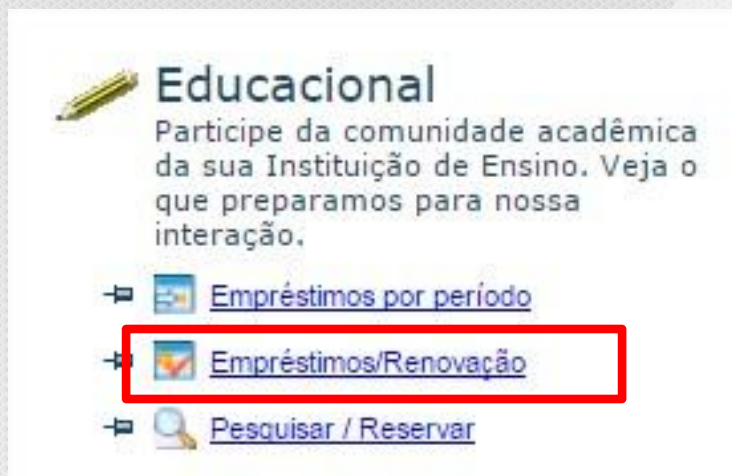 Educacional
Participe da comunidade acadêmica
da sua Instituição de Ensino. Veja o
que preparamos para nossa
interação.
Empréstimos por período
Empréstimos/Renovação
Pesquisar / Reservar